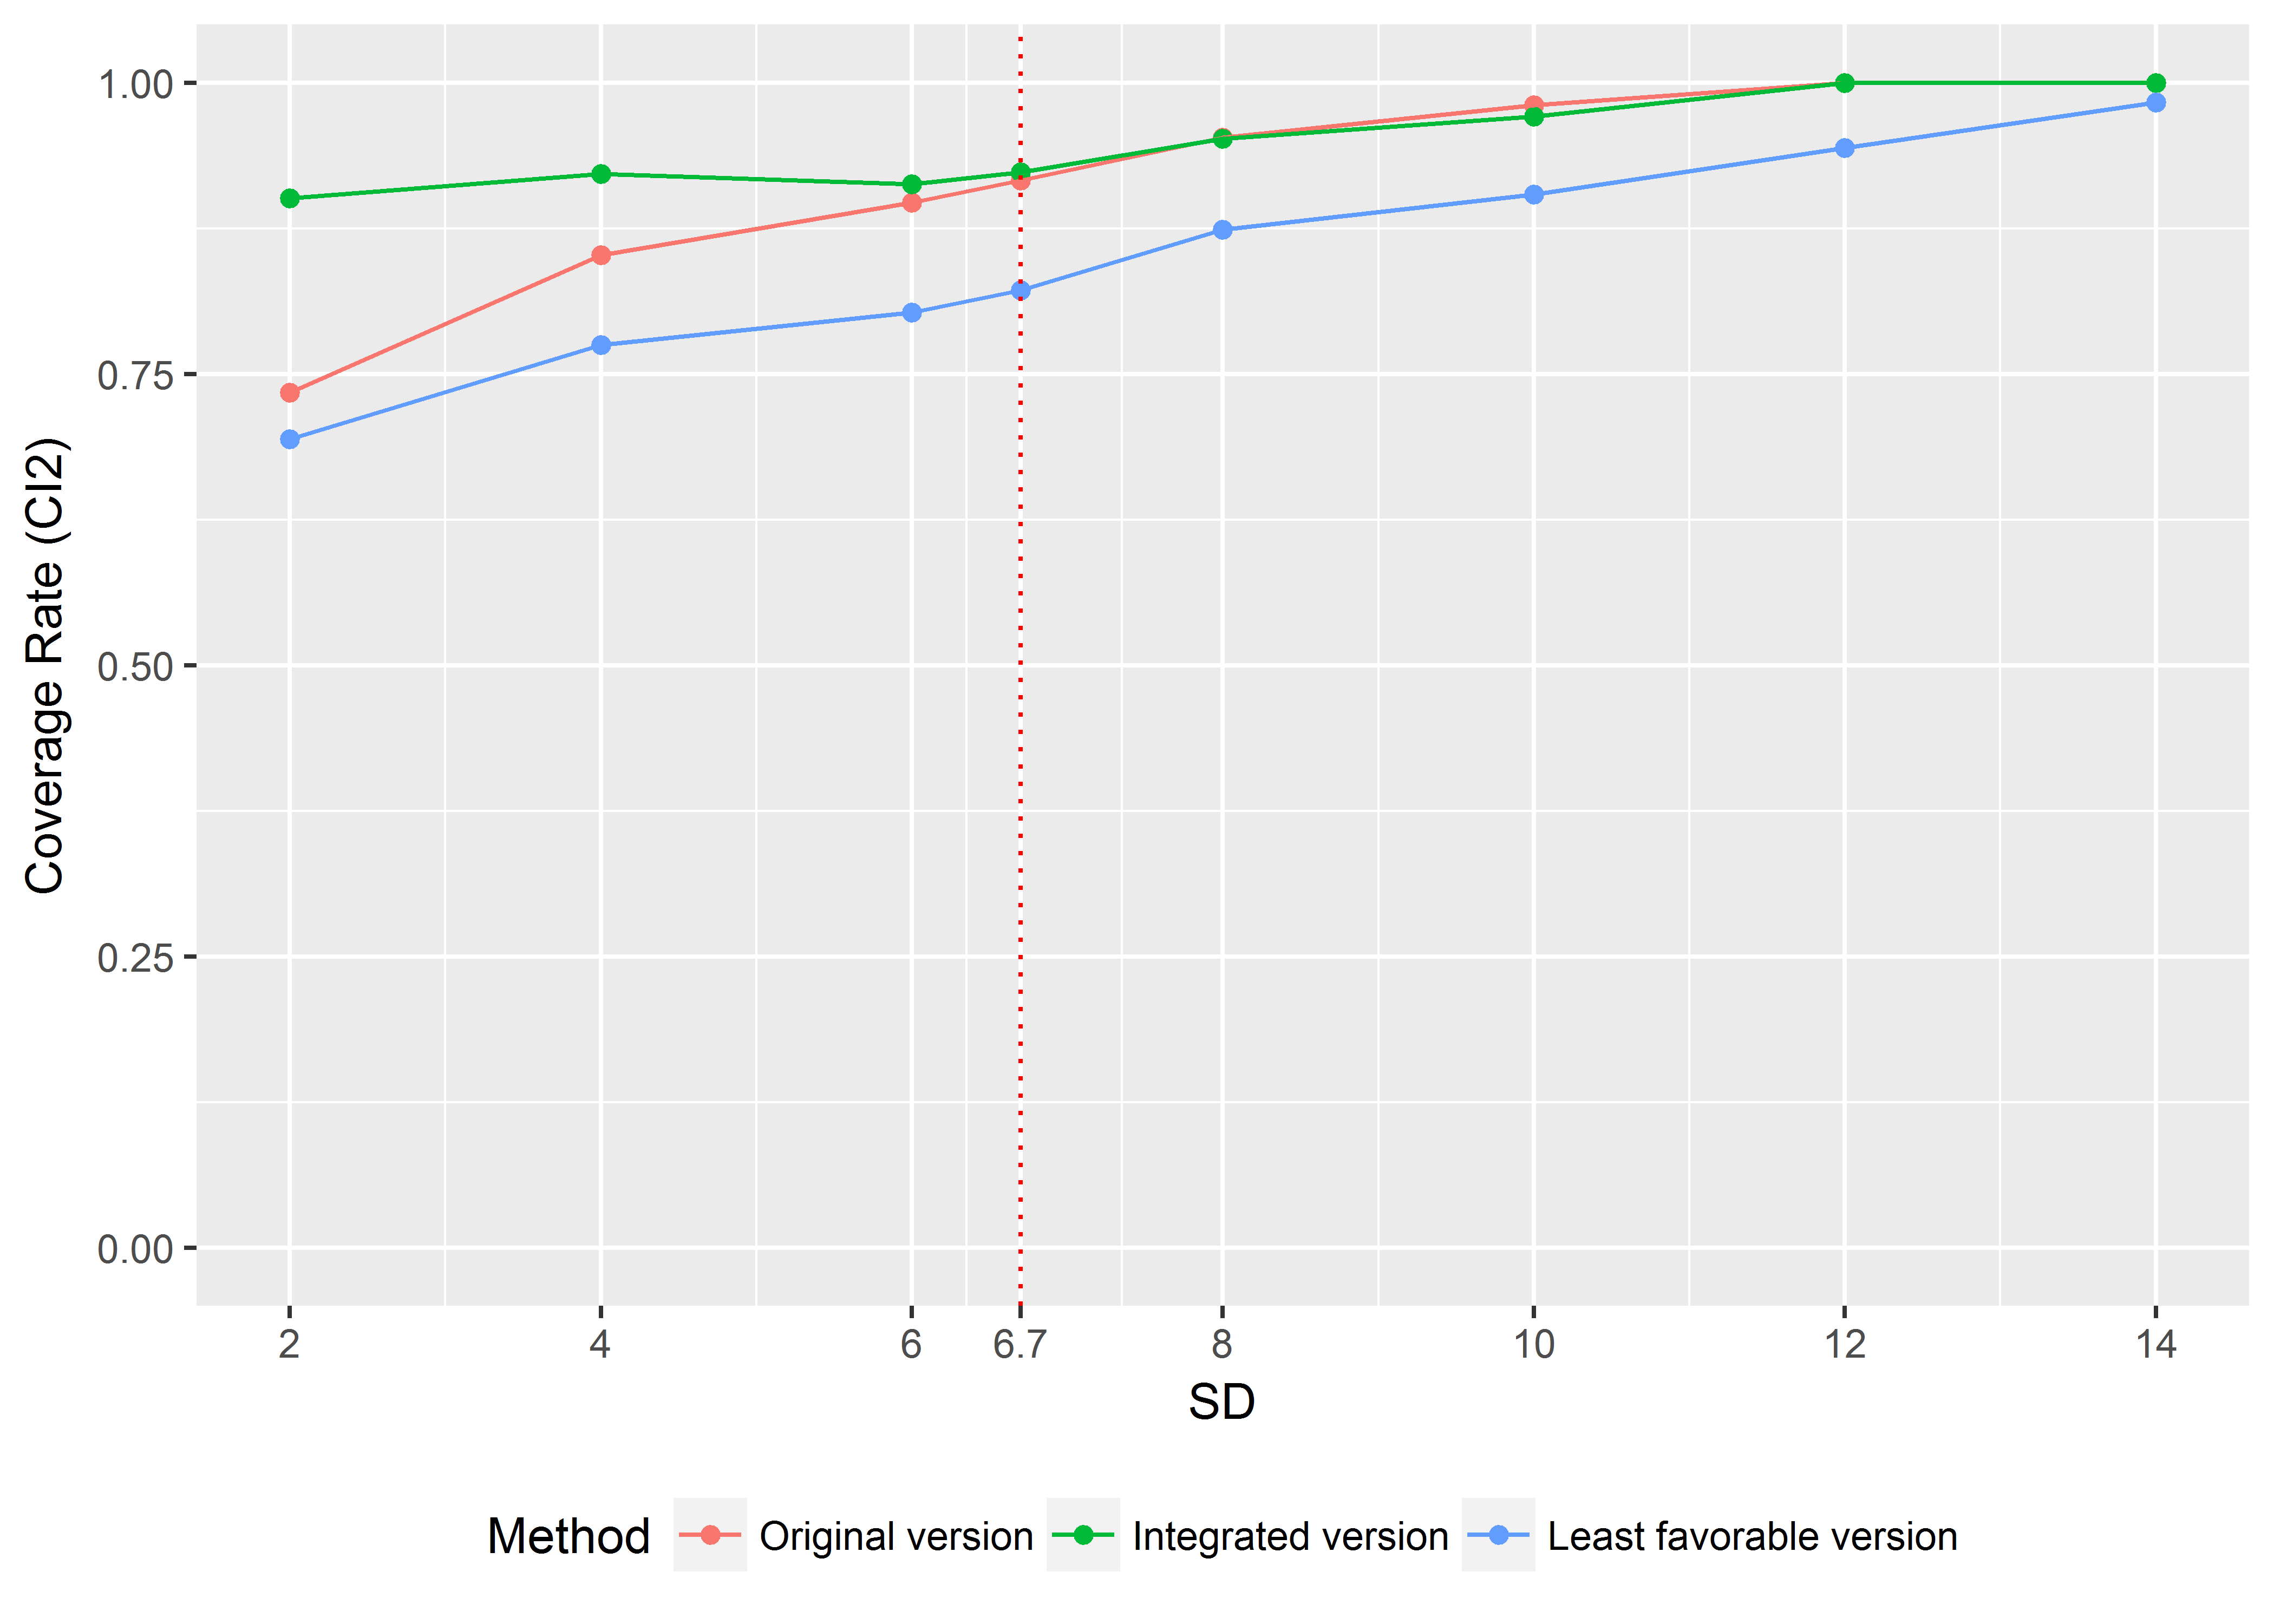 1.00
0.75
0.50
0.25
0.00
Coverage Rate (CI2)
2 4 6 6.7 8 10 12 14
SD
Method Original version Integrated version Least favorable version